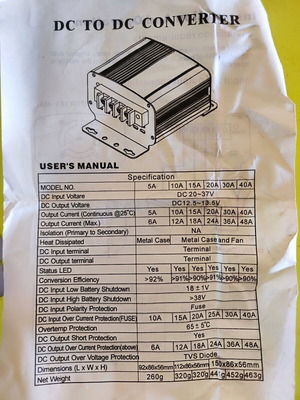 DC TO DC CONVERTER
USER'S MANUAL
Specification
MODEL NO. 5A 10A 15A 20A 30A 40A
DC Input Voltare DC 20~37V
DC Output Voltare DC12.5~13.6V
Output Current (Continuous @25°C) 5A 10A 15A 20A 30A 40A
Output Current (Max.) 6A 12A 18A 24A 36A 48A
Isolation (Primary to Secondary) NA
Heat Dissipated Metal Case Metal Case and Fan
DC Input terminal Terminal
DC Output terminal Terminal
Status LED Yes Yes Yes Yes Yes Yes
Conversion Efficiency >92% >91% >90% >91% >90% >90%
DC Input Low Battery Shutdown 18±1V
DC Input High Battery Shutdown >38V
DC Input Polarity Protection Fuse
DC Input Over Current Protection(FUSE) 10A 15A 20A 30A 40A 50A
Overtemp Protection 65±5°C
DC Output Short Protection Yes
DC Output Over Current Protection(above) 6A 12A 18A 24A 36A 48A
DC Output Over Voltage Protection TVS Diode
Dimensions (L x W x H) 92x86x56mm 112x86x56mm 150x86x56mm
Net Weight 260g 320g 320g 452g 463g